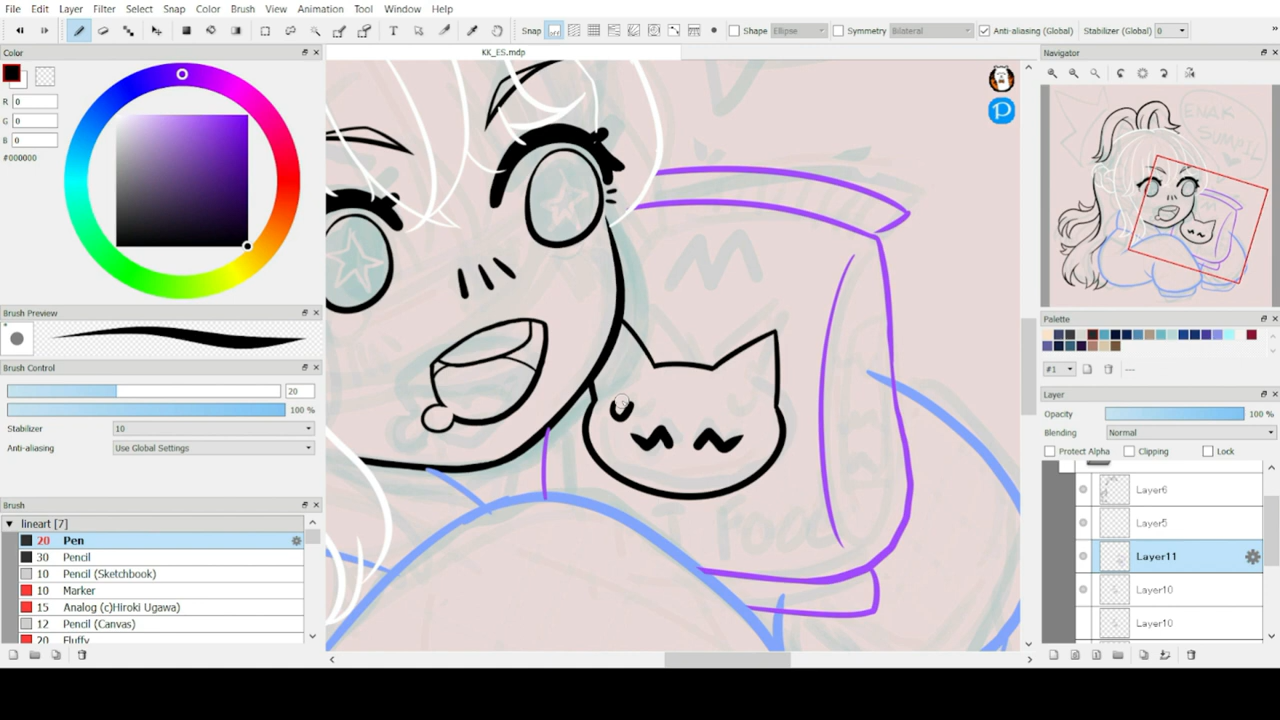 File Edit Layer Filter Select Snap Color Brush View Animation Tool Window Help
T Snap Shape Ellipse Symmetry Bilateral Anti-aliasing (Global) Stabilizer (Global) 0 »
Color
KK_ES.mdp
Navigator
R 0
G 0
B 0
#000000
ENAK
Brush Preview
Palette
#1 ---
Brush Control
20
100 %
Stabilizer 10
Anti-aliasing Use Global Settings
Layer
Opacity 100 %
Blending Normal
Protect Alpha Clipping Lock
Layer6
Layer5
Layer11
Layer10
Layer10
Brush
lineart [7]
20 Pen
30 Pencil
10 Pencil (Sketchbook)
10 Marker
15 Analog (c)Hiroki Ugawa)
12 Pencil (Canvas)
20 Fluffy
M
Food
P